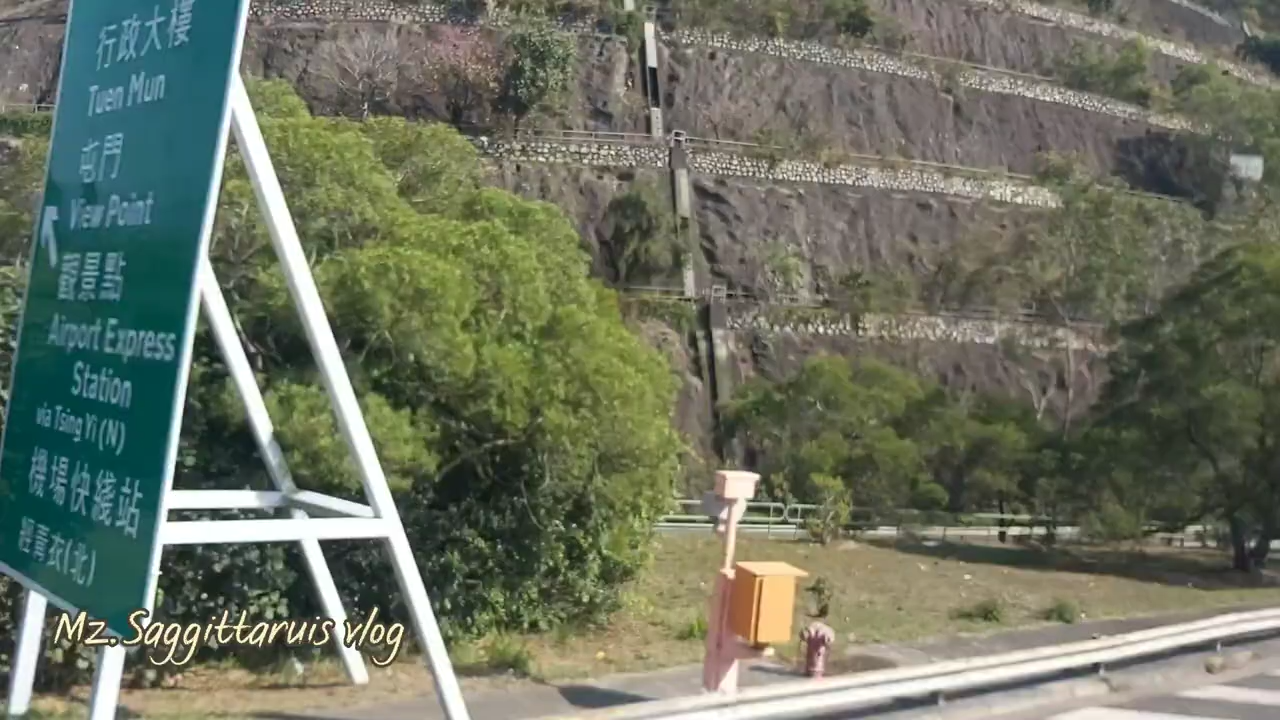 行政大樓
Tuen Mun
屯門
View Point
觀景點
Airport Express
Station
via Tsing Yi (N)
機場快綫站
經青衣(北)
Mz.Saggittaruis vlog